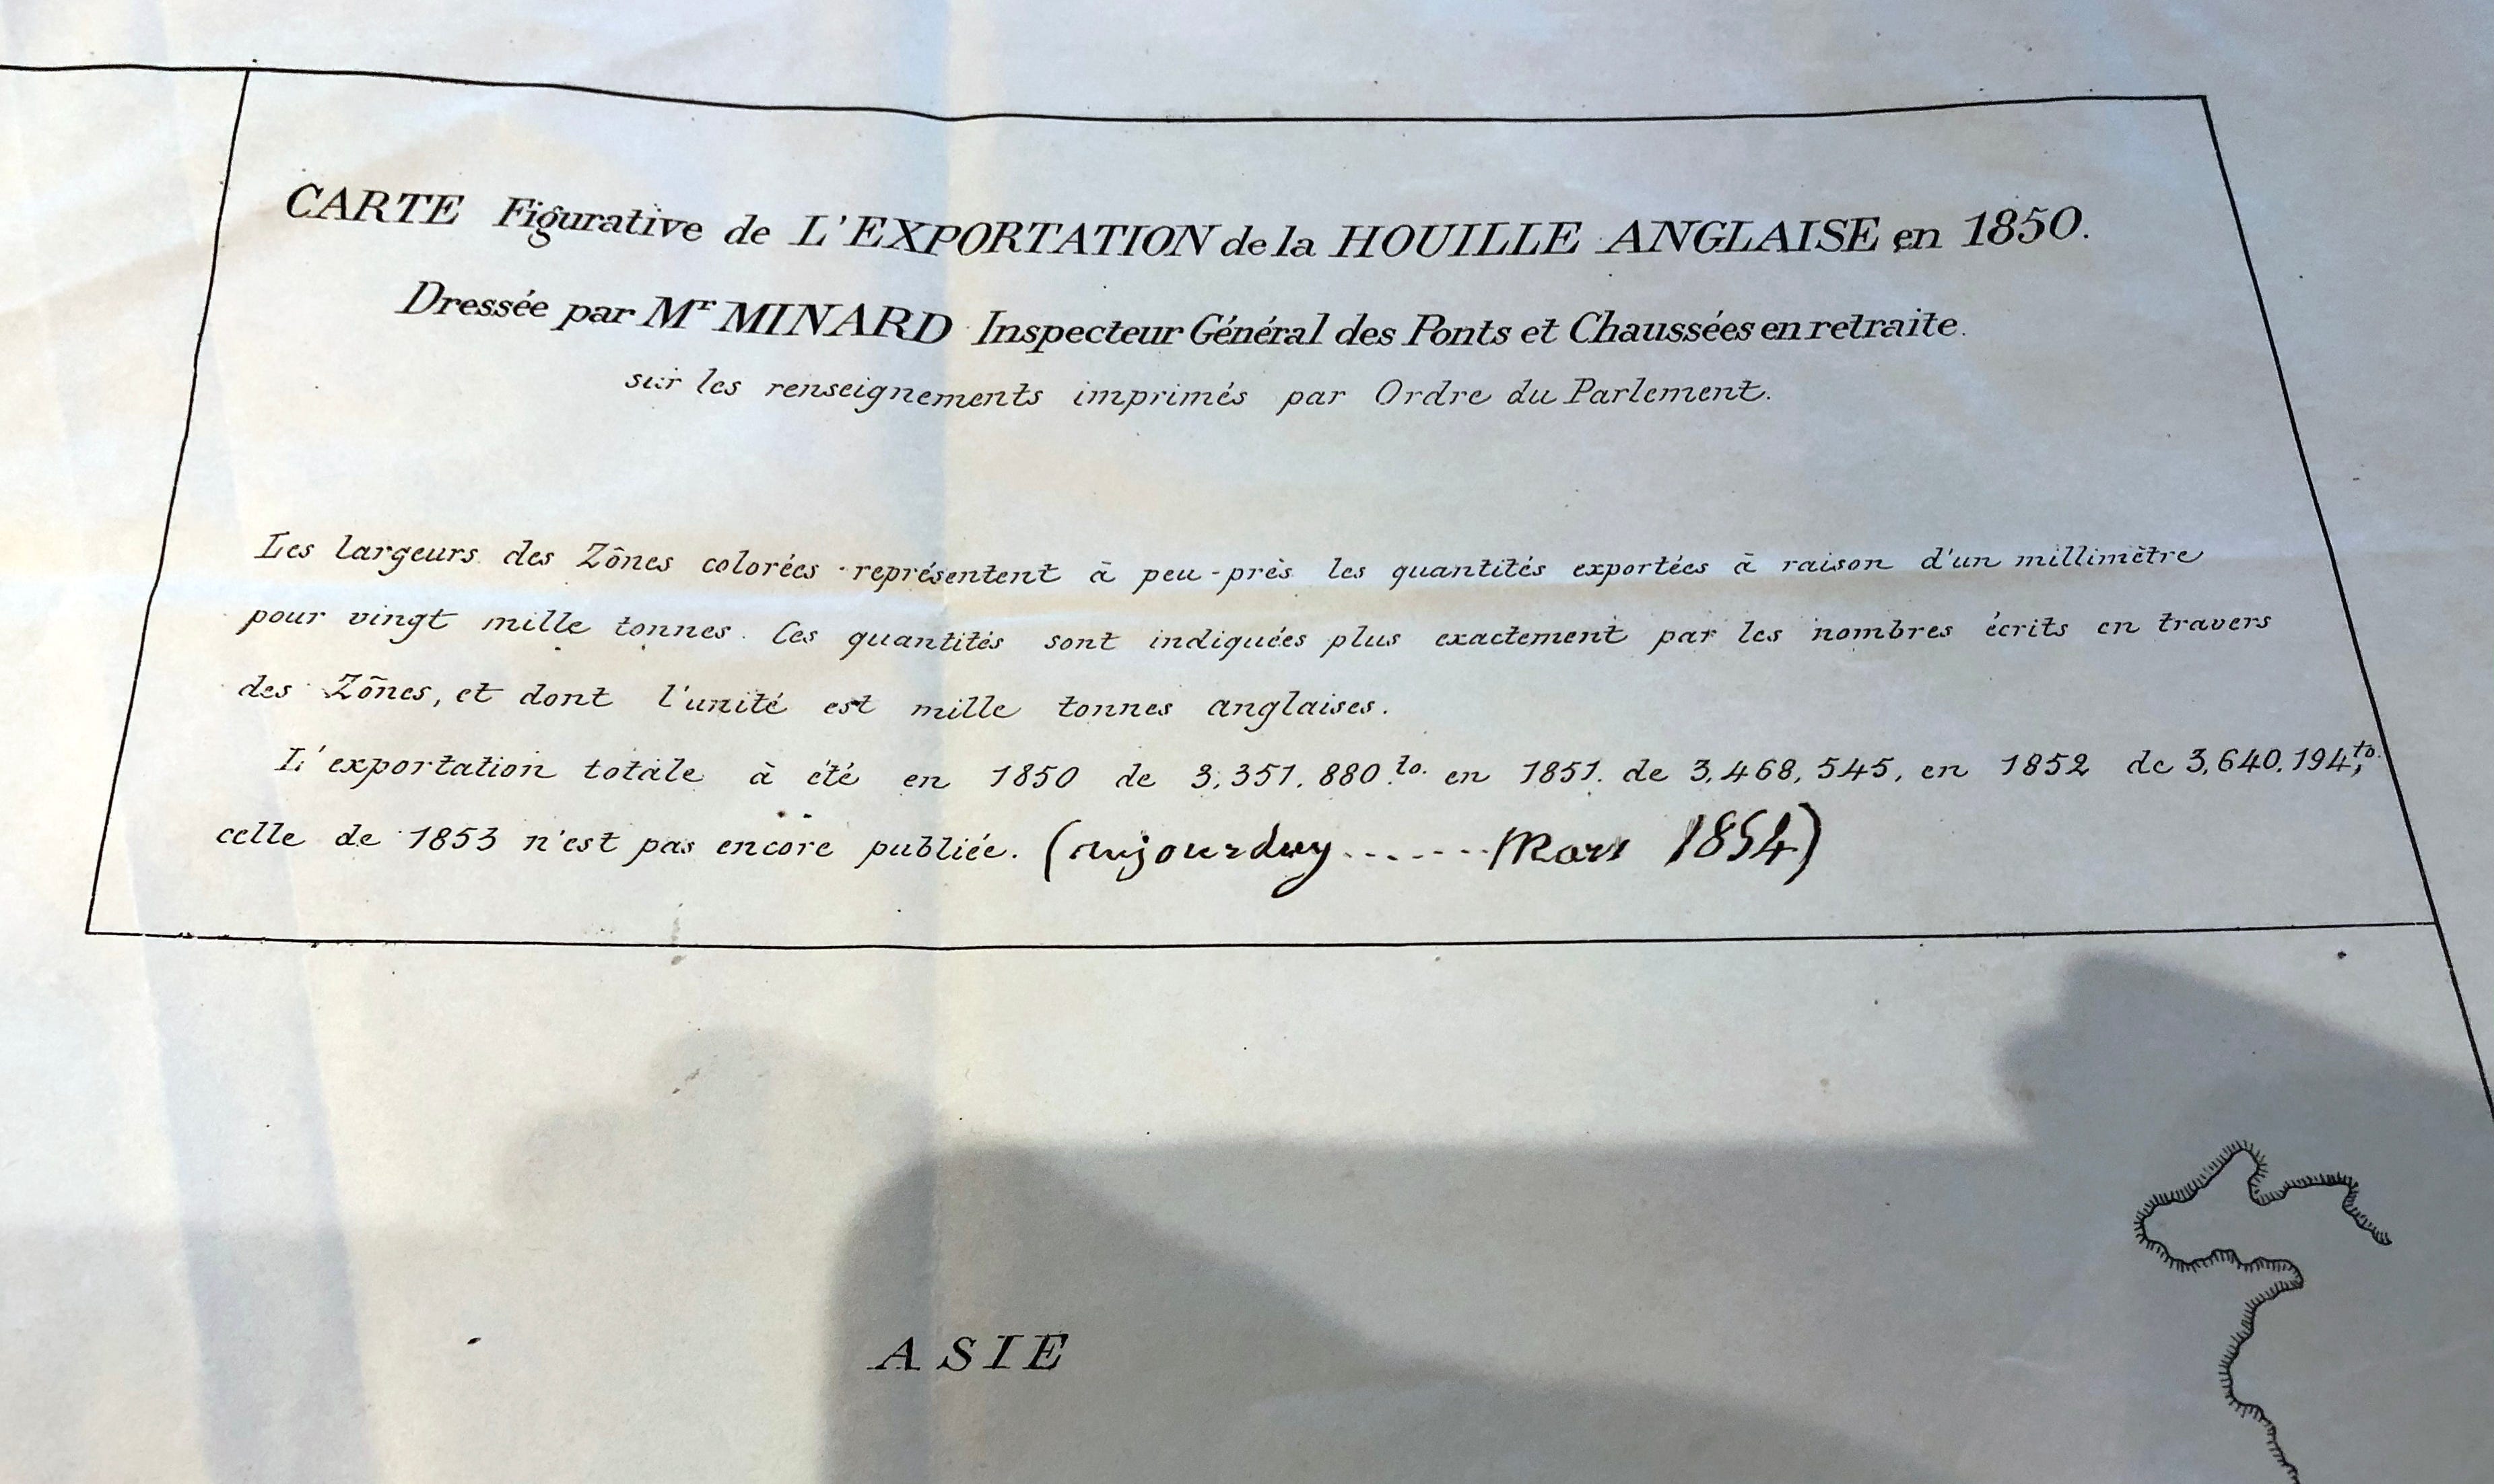 CARTE Figurative de L'EXPORTATION de la HOUILLE ANGLAISE en 1850.
Dressée par Mr MINARD Inspecteur Général des Ponts et Chaussées en retraite.
sur les renseignements imprimés par Ordre du Parlement.
Les largeurs des Zônes colorées représentent à peu-près les quantités exportées à raison d'un millimètre
pour vingt mille tonnes. Ces quantités sont indiquées plus exactement par les nombres écrits en travers
des Zônes, et dont l'unité est mille tonnes anglaises.
L'exportation totale à été en 1850 de 3,351,880 to. en 1851. de 3,468,545, en 1852 de 3,640,194 to;
celle de 1853 n'est pas encore publiée. (aujourduy ....... Mars 1854)
ASIE